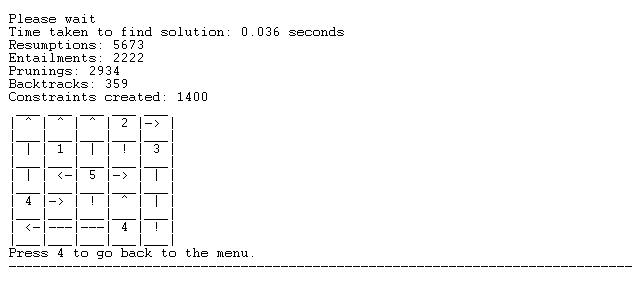 Please wait
Time taken to find solution: 0.036 seconds
Resumptions: 5673
Entailments: 2222
Prunings: 2934
Backtracks: 359
Constraints created: 1400
 ___ ___ ___ ___ ___
| ^ | ^ | ^ | 2 |-> |
|___|___|___|___|___|
| | | 1 | | | ! | 3 |
|___|___|___|___|___|
| | | <-| 5 |-> | | |
|___|___|___|___|___|
| 4 |-> | ! | ^ | | |
|___|___|___|___|___|
| <-|---|---| 4 | ! |
|___|___|___|___|___|
Press 4 to go back to the menu.
--------------------------------------------------------------------------------